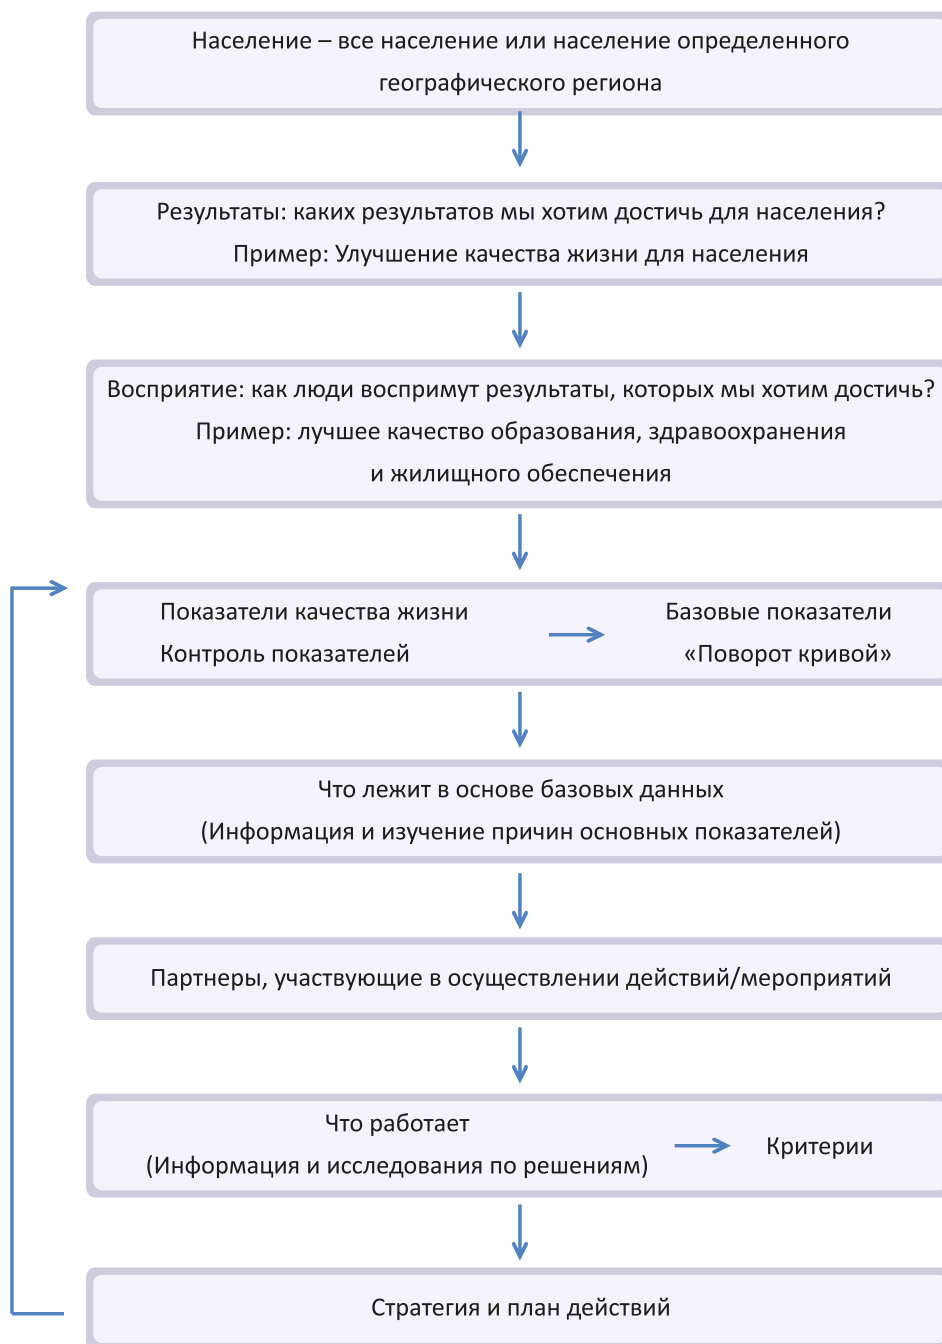 Население – все население или население определенного
географического региона
Результаты: каких результатов мы хотим достичь для населения?
Пример: Улучшение качества жизни для населения
Восприятие: как люди воспримут результаты, которых мы хотим достичь?
Пример: лучшее качество образования, здравоохранения
и жилищного обеспечения
Показатели качества жизни
Контроль показателей
Базовые показатели
«Поворот кривой»
Что лежит в основе базовых данных
(Информация и изучение причин основных показателей)
Партнеры, участвующие в осуществлении действий/мероприятий
Что работает
(Информация и исследования по решениям)
Критерии
Стратегия и план действий